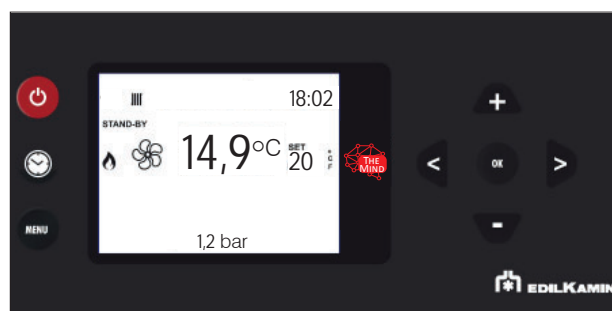 18:02
STAND-BY
14,9°C
SET
20
°C
F
THE
MIND
< OK >
MENU
1,2 bar
EDILKAMIN